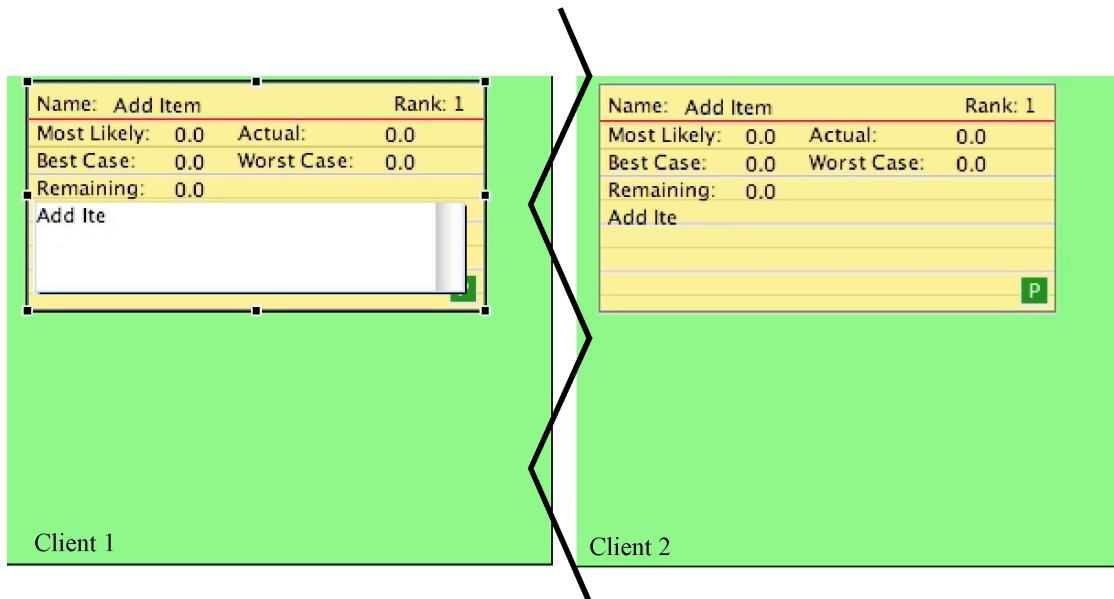 Name: Add Item Rank: 1
Most Likely: 0.0 Actual: 0.0
Best Case: 0.0 Worst Case: 0.0
Remaining: 0.0
Add Ite
Client 1
Name: Add Item Rank: 1
Most Likely: 0.0 Actual: 0.0
Best Case: 0.0 Worst Case: 0.0
Remaining: 0.0
Add Ite
P
Client 2